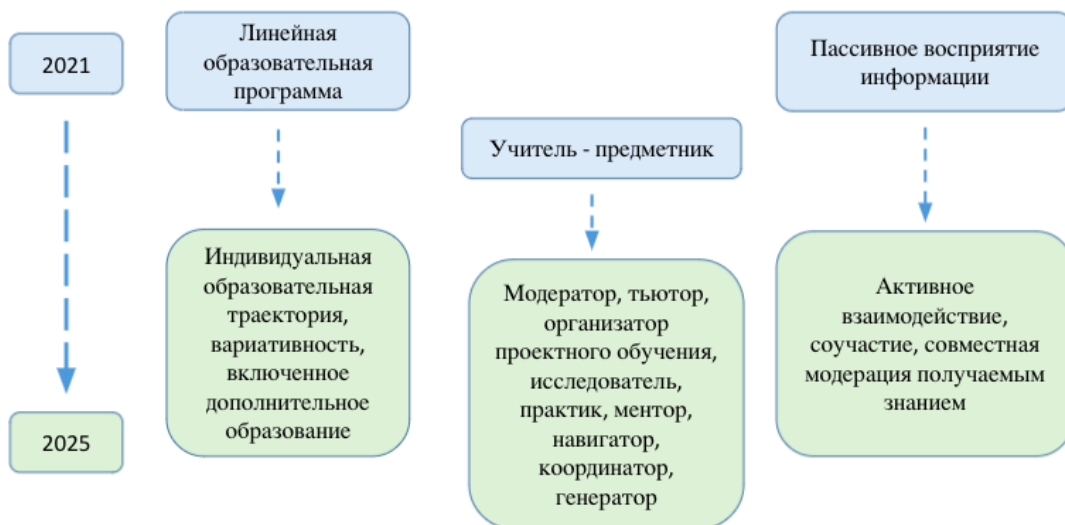 2021
Линейная
образовательная
программа
Учитель - предметник
Пассивное восприятие
информации
2025
Индивидуальная
образовательная
траектория,
вариативность,
включенное
дополнительное
образование
Модератор, тьютор,
организатор
проектного обучения,
исследователь,
практик, ментор,
навигатор,
координатор,
генератор
Активное
взаимодействие,
соучастие, совместная
модерация получаемым
знанием